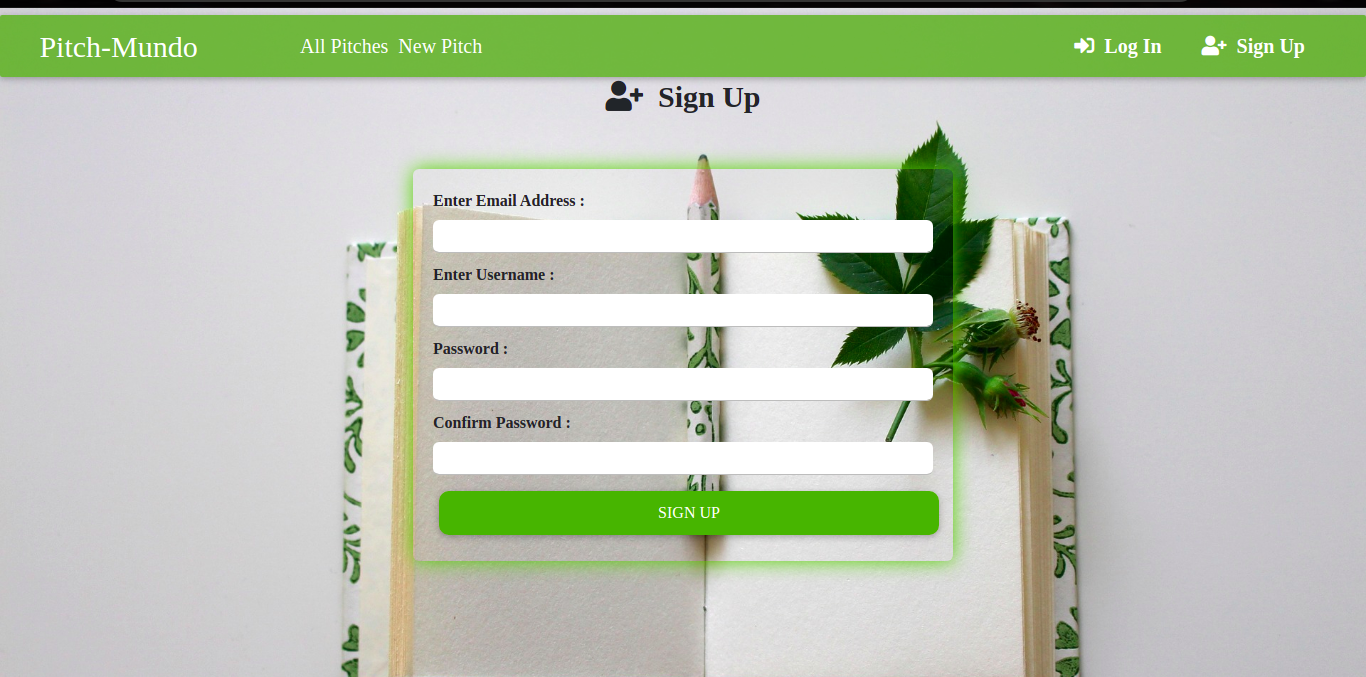 Pitch-Mundo All Pitches New Pitch Log In Sign Up
Sign Up
Enter Email Address :
Enter Username :
Password :
Confirm Password :
SIGN UP